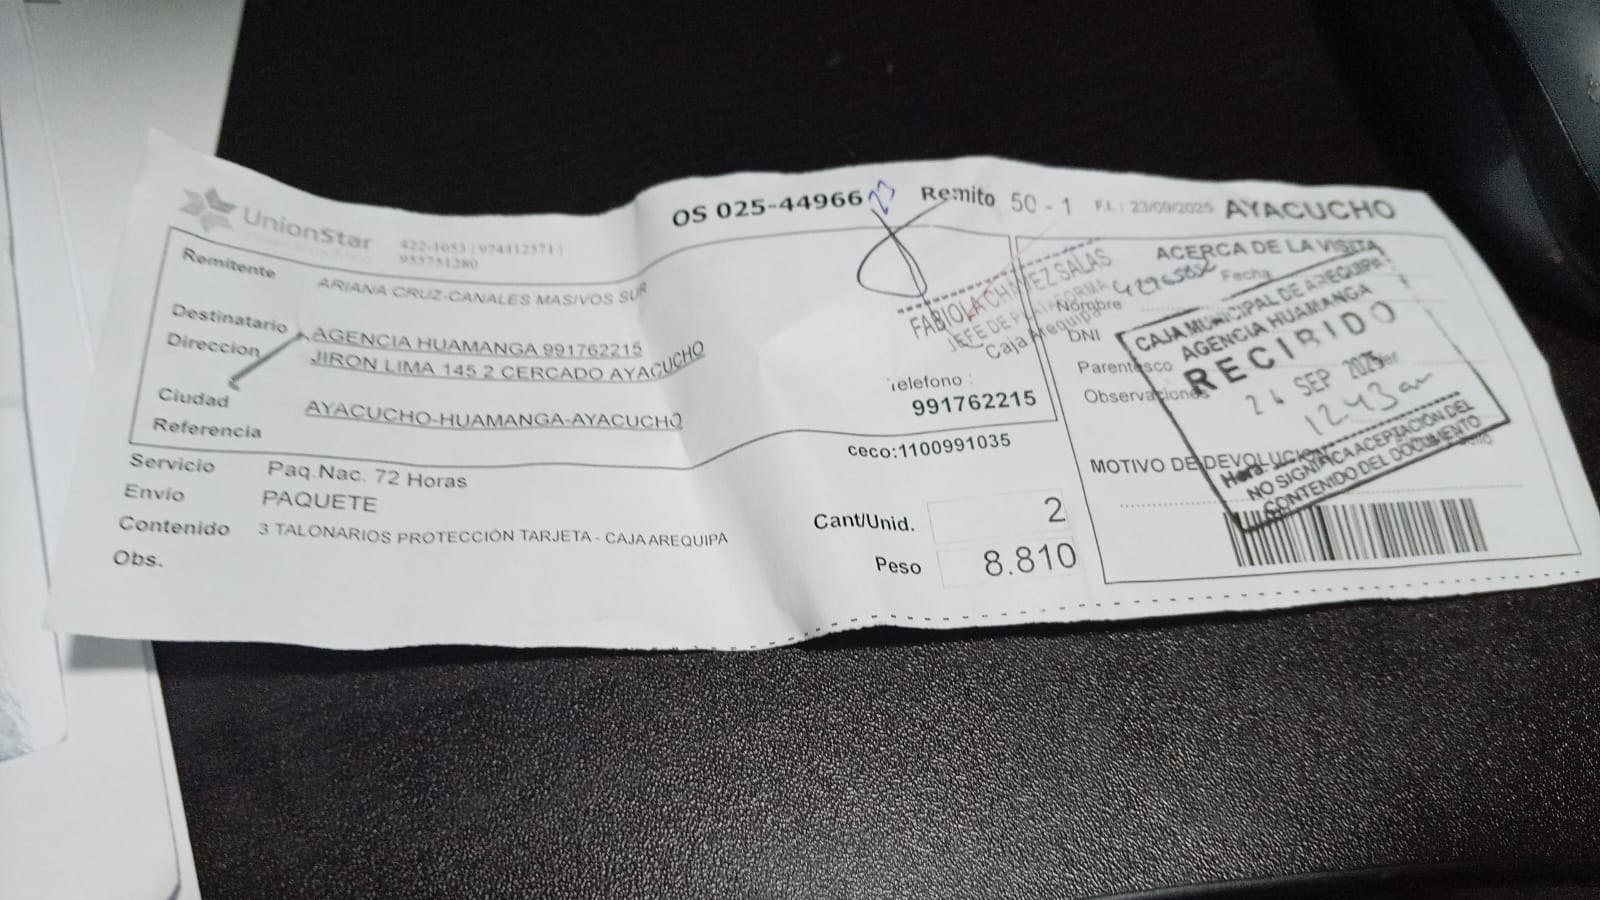 UnionStar
422-1053 | 974412571 |
955751280
OS 025-44966
Remito 50 - 1 F.I. : 23/09/2025 AYACUCHO
Remitente ARIANA CRUZ-CANALES MASIVOS SUR
Destinatario AGENCIA HUAMANGA 991762215
Direccion JIRON LIMA 145 2 CERCADO AYACUCHO
Ciudad AYACUCHO-HUAMANGA-AYACUCHO
Referencia
Telefono :
991762215
Servicio Paq.Nac. 72 Horas
Envío PAQUETE
Contenido 3 TALONARIOS PROTECCIÓN TARJETA - CAJA AREQUIPA
Obs.
ceco:1100991035
Cant/Unid. 2
Peso 8.810
FABIOLA CHAVEZ SALAS
JEFE DE PLATAFORMA
Caja Arequipa
ACERCA DE LA VISITA
Fecha
Nombre
DNI
Parentesco
Observaciones
MOTIVO DE DEVOLUCION
CAJA MUNICIPAL DE AREQUIPA
AGENCIA HUAMANGA
RECIBIDO
24 SEP 2025
12:43
Hora:
NO SIGNIFICA ACEPTACIÓN DEL
CONTENIDO DEL DOCUMENTO